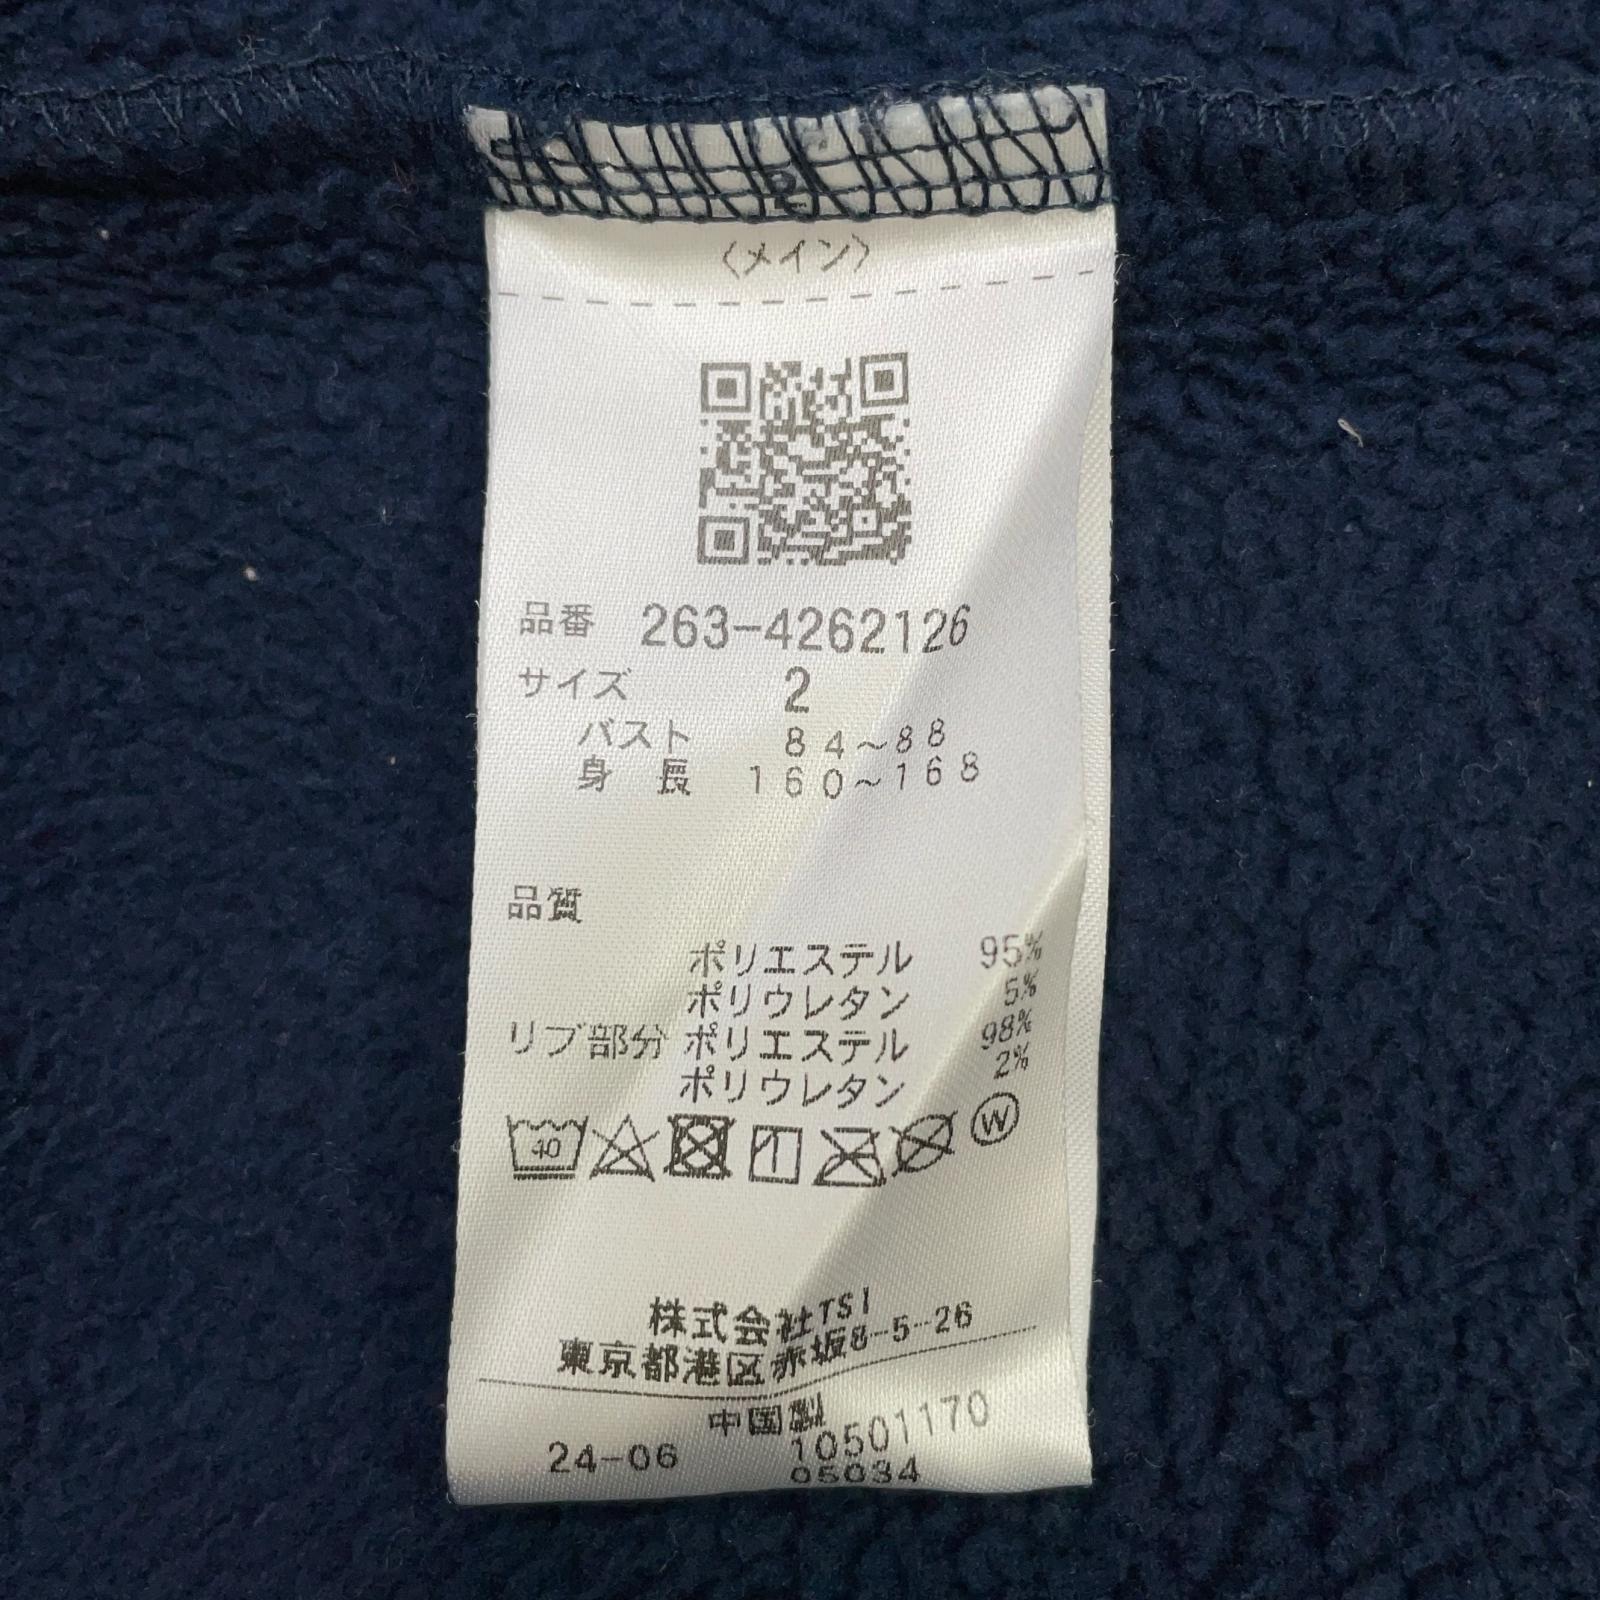 2
〈メイン〉
品番 263-4262126
サイズ 2
バスト 84～88
身長 160～168
品質
ポリエステル 95%
ポリウレタン 5%
リブ部分 ポリエステル 98%
ポリウレタン 2%
40 W
株式会社TSI
東京都港区赤坂8-5-26
中国製
24-06 10501170
05034